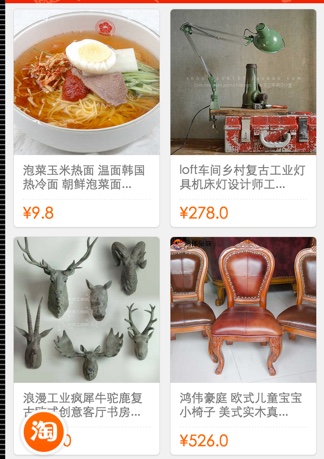 泡菜玉米热面 温面韩国
热冷面 朝鲜泡菜面...
¥9.8
loft车间乡村复古工业灯
具机床灯设计师工...
¥278.0
浪漫工业疯犀牛驼鹿复
古欧式创意客厅书房...
0
鸿伟豪庭 欧式儿童宝宝
小椅子 美式实木真...
¥526.0
淘